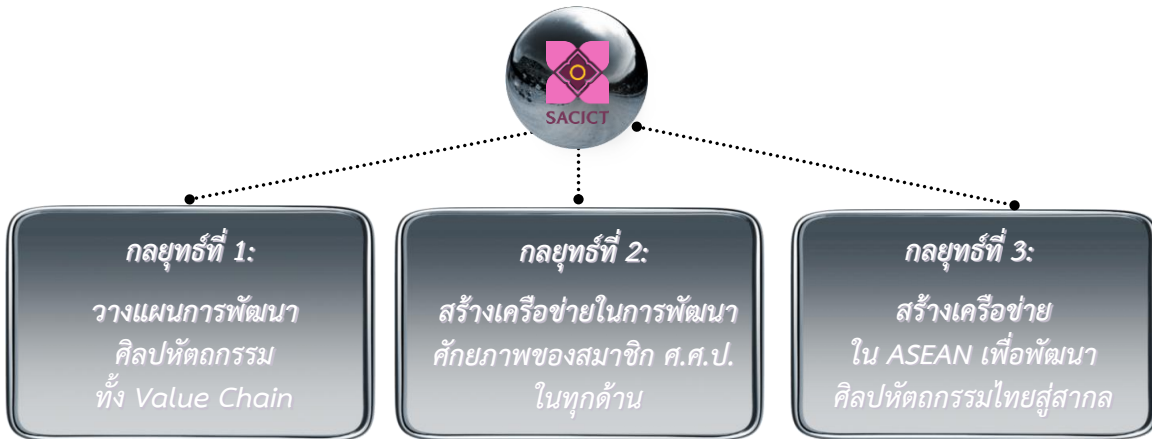 SACICT
กลยุทธ์ที่ 1:
วางแผนการพัฒนา
ศิลปหัตถกรรม
ทั้ง Value Chain
กลยุทธ์ที่ 2:
สร้างเครือข่ายในการพัฒนา
ศักยภาพของสมาชิก ศ.ศ.ป.
ในทุกด้าน
กลยุทธ์ที่ 3:
สร้างเครือข่าย
ใน ASEAN เพื่อพัฒนา
ศิลปหัตถกรรมไทยสู่สากล